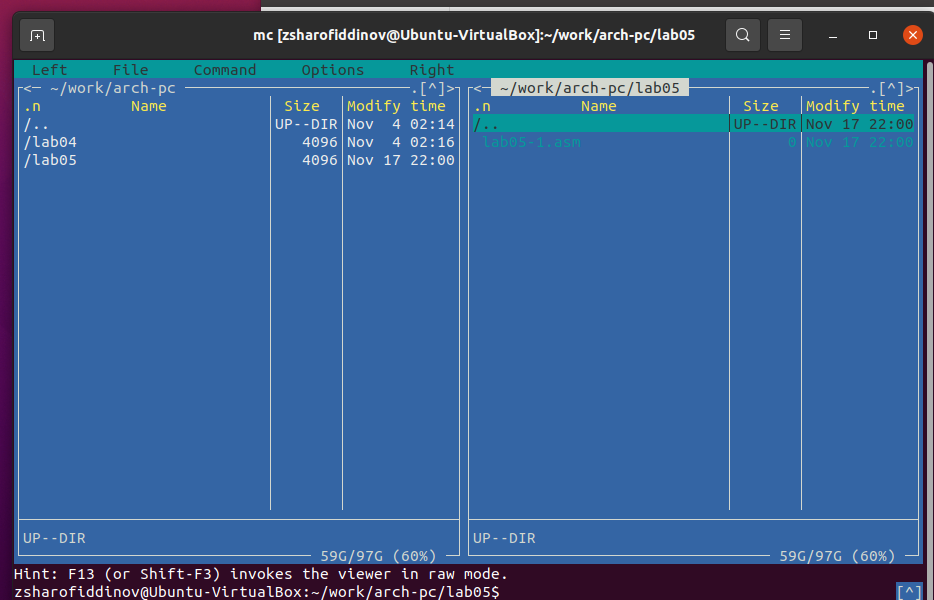 mc [zsharofiddinov@Ubuntu-VirtualBox]:~/work/arch-pc/lab05
Left File Command Options Right
<- ~/work/arch-pc .[^]>
.n Name Size Modify time
/.. UP--DIR Nov 4 02:14
/lab04 4096 Nov 4 02:16
/lab05 4096 Nov 17 22:00
UP--DIR
59G/97G (60%)
<- ~/work/arch-pc/lab05 .[^]>
.n Name Size Modify time
/.. UP--DIR Nov 17 22:00
lab05-1.asm 0 Nov 17 22:00
UP--DIR
59G/97G (60%)
Hint: F13 (or Shift-F3) invokes the viewer in raw mode.
zsharofiddinov@Ubuntu-VirtualBox:~/work/arch-pc/lab05$ [^]